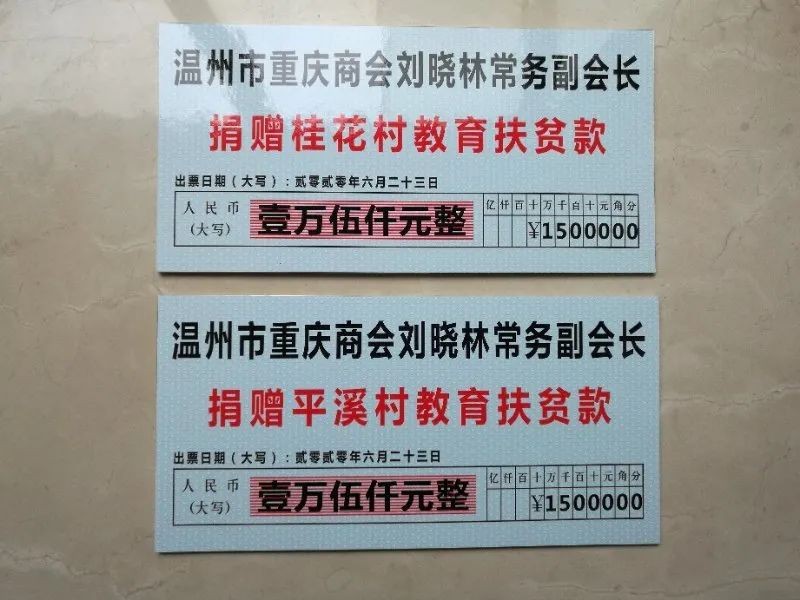 温州市重庆商会刘晓林常务副会长
捐赠桂花村教育扶贫款
出票日期（大写）：贰零贰零年六月二十三日
人民币 壹万伍仟元整 亿仟百十万千百十元角分
(大写) ¥1500000
温州市重庆商会刘晓林常务副会长
捐赠平溪村教育扶贫款
出票日期（大写）：贰零贰零年六月二十三日
人民币 壹万伍仟元整 亿仟百十万千百十元角分
(大写) ¥1500000